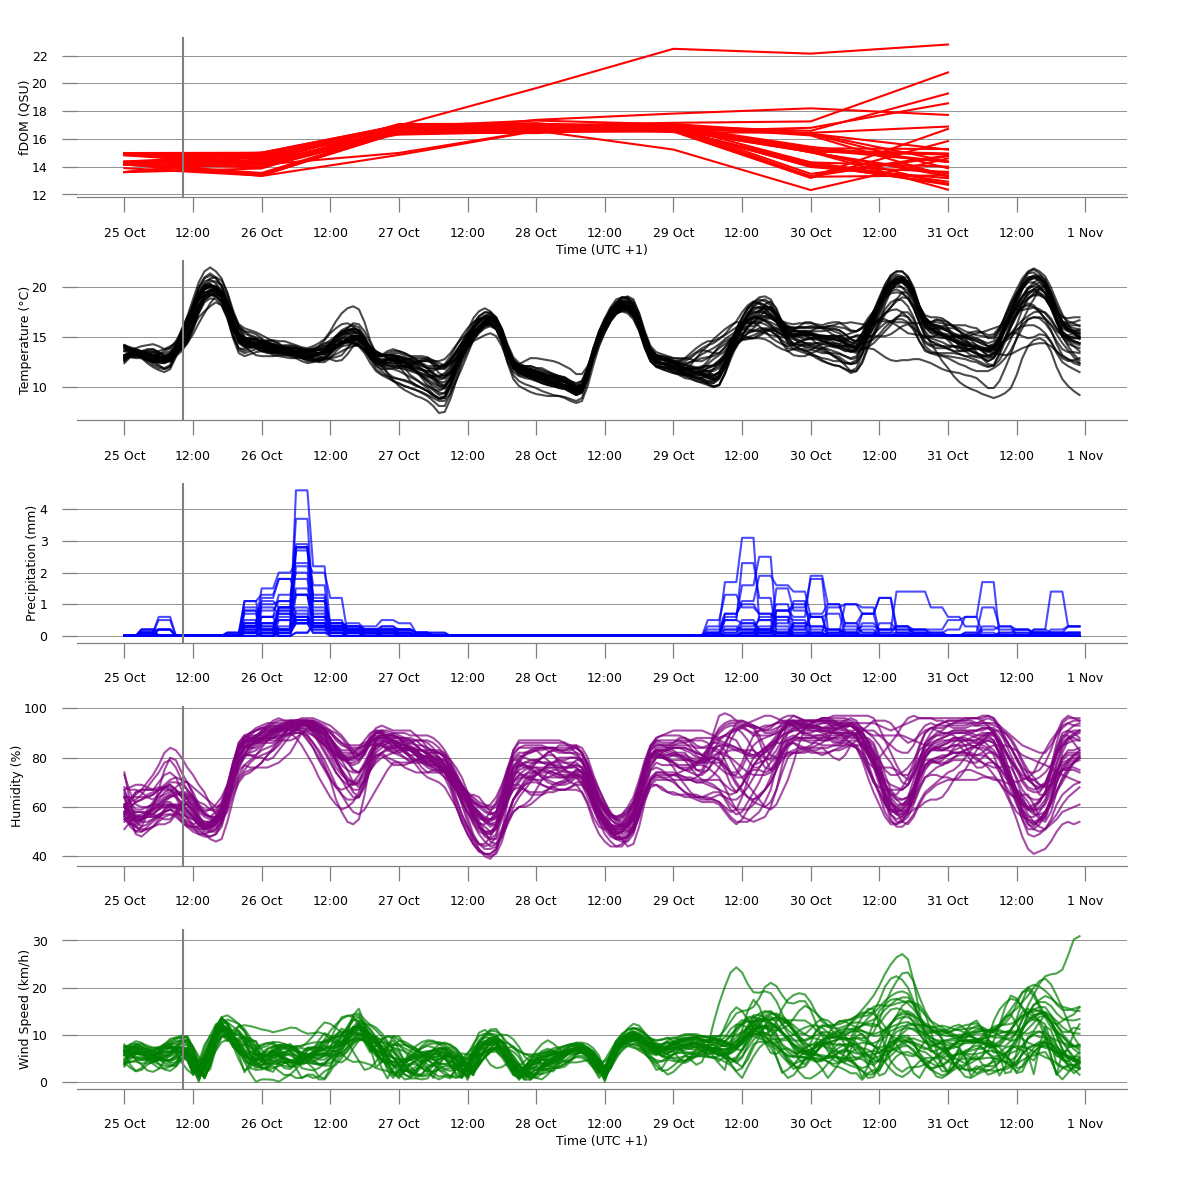 fDOM (QSU)
22
20
18
16
14
12
25 Oct 12:00 26 Oct 12:00 27 Oct 12:00 28 Oct 12:00 29 Oct 12:00 30 Oct 12:00 31 Oct 12:00 1 Nov
Time (UTC +1)
Temperature (°C)
20
15
10
25 Oct 12:00 26 Oct 12:00 27 Oct 12:00 28 Oct 12:00 29 Oct 12:00 30 Oct 12:00 31 Oct 12:00 1 Nov
Precipitation (mm)
4
3
2
1
0
25 Oct 12:00 26 Oct 12:00 27 Oct 12:00 28 Oct 12:00 29 Oct 12:00 30 Oct 12:00 31 Oct 12:00 1 Nov
Humidity (%)
100
80
60
40
25 Oct 12:00 26 Oct 12:00 27 Oct 12:00 28 Oct 12:00 29 Oct 12:00 30 Oct 12:00 31 Oct 12:00 1 Nov
Wind Speed (km/h)
30
20
10
0
25 Oct 12:00 26 Oct 12:00 27 Oct 12:00 28 Oct 12:00 29 Oct 12:00 30 Oct 12:00 31 Oct 12:00 1 Nov
Time (UTC +1)